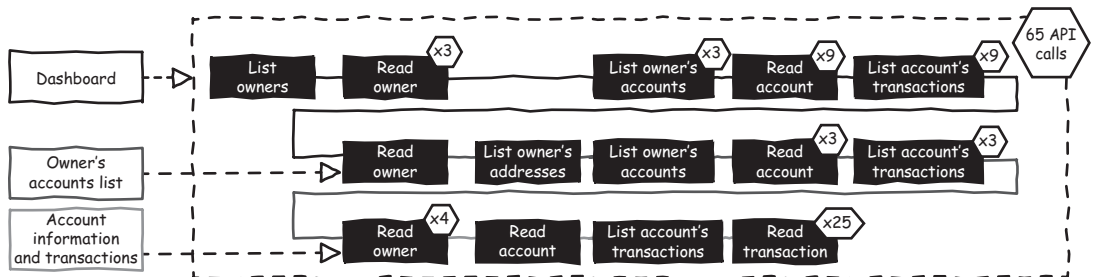 65 API
calls
Dashboard
List
owners
Read
owner
x3
List owner's
accounts
x3
Read
account
x9
List account's
transactions
x9
Owner's
accounts list
Read
owner
List owner's
addresses
List owner's
accounts
Read
account
x3
List account's
transactions
x3
Account
information
and transactions
Read
owner
x4
Read
account
List account's
transactions
Read
transaction
x25